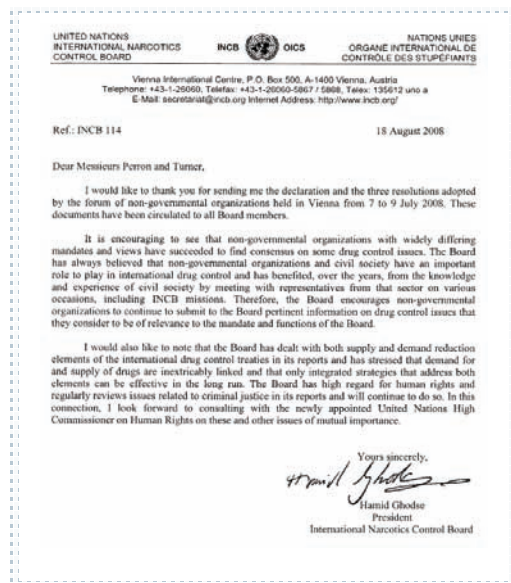 UNITED NATIONS
INTERNATIONAL NARCOTICS
CONTROL BOARD
INCB OICS
NATIONS UNIES
ORGANE INTERNATIONAL DE
CONTRÔLE DES STUPÉFIANTS
Vienna International Centre, P.O. Box 500, A-1400 Vienna, Austria
Telephone: +43-1-26060, Telefax: +43-1-26060-5867 / 5868, Telex: 135612 uno a
E-Mail: secretariat@incb.org Internet Address: http://www.incb.org/
Ref.: INCB 114
18 August 2008
Dear Messieurs Perron and Turner,
I would like to thank you for sending me the declaration and the three resolutions adopted
by the forum of non-governmental organizations held in Vienna from 7 to 9 July 2008. These
documents have been circulated to all Board members.
It is encouraging to see that non-governmental organizations with widely differing
mandates and views have succeeded to find consensus on some drug control issues. The Board
has always believed that non-governmental organizations and civil society have an important
role to play in international drug control and has benefited, over the years, from the knowledge
and experience of civil society by meeting with representatives from that sector on various
occasions, including INCB missions. Therefore, the Board encourages non-governmental
organizations to continue to submit to the Board pertinent information on drug control issues that
they consider to be of relevance to the mandate and functions of the Board.
I would also like to note that the Board has dealt with both supply and demand reduction
elements of the international drug control treaties in its reports and has stressed that demand for
and supply of drugs are inextricably linked and that only integrated strategies that address both
elements can be effective in the long run. The Board has high regard for human rights and
regularly reviews issues related to criminal justice in its reports and will continue to do so. In this
connection, I look forward to consulting with the newly appointed United Nations High
Commissioner on Human Rights on these and other issues of mutual importance.
Yours sincerely,
Hamid Ghodse
Hamid Ghodse
President
International Narcotics Control Board